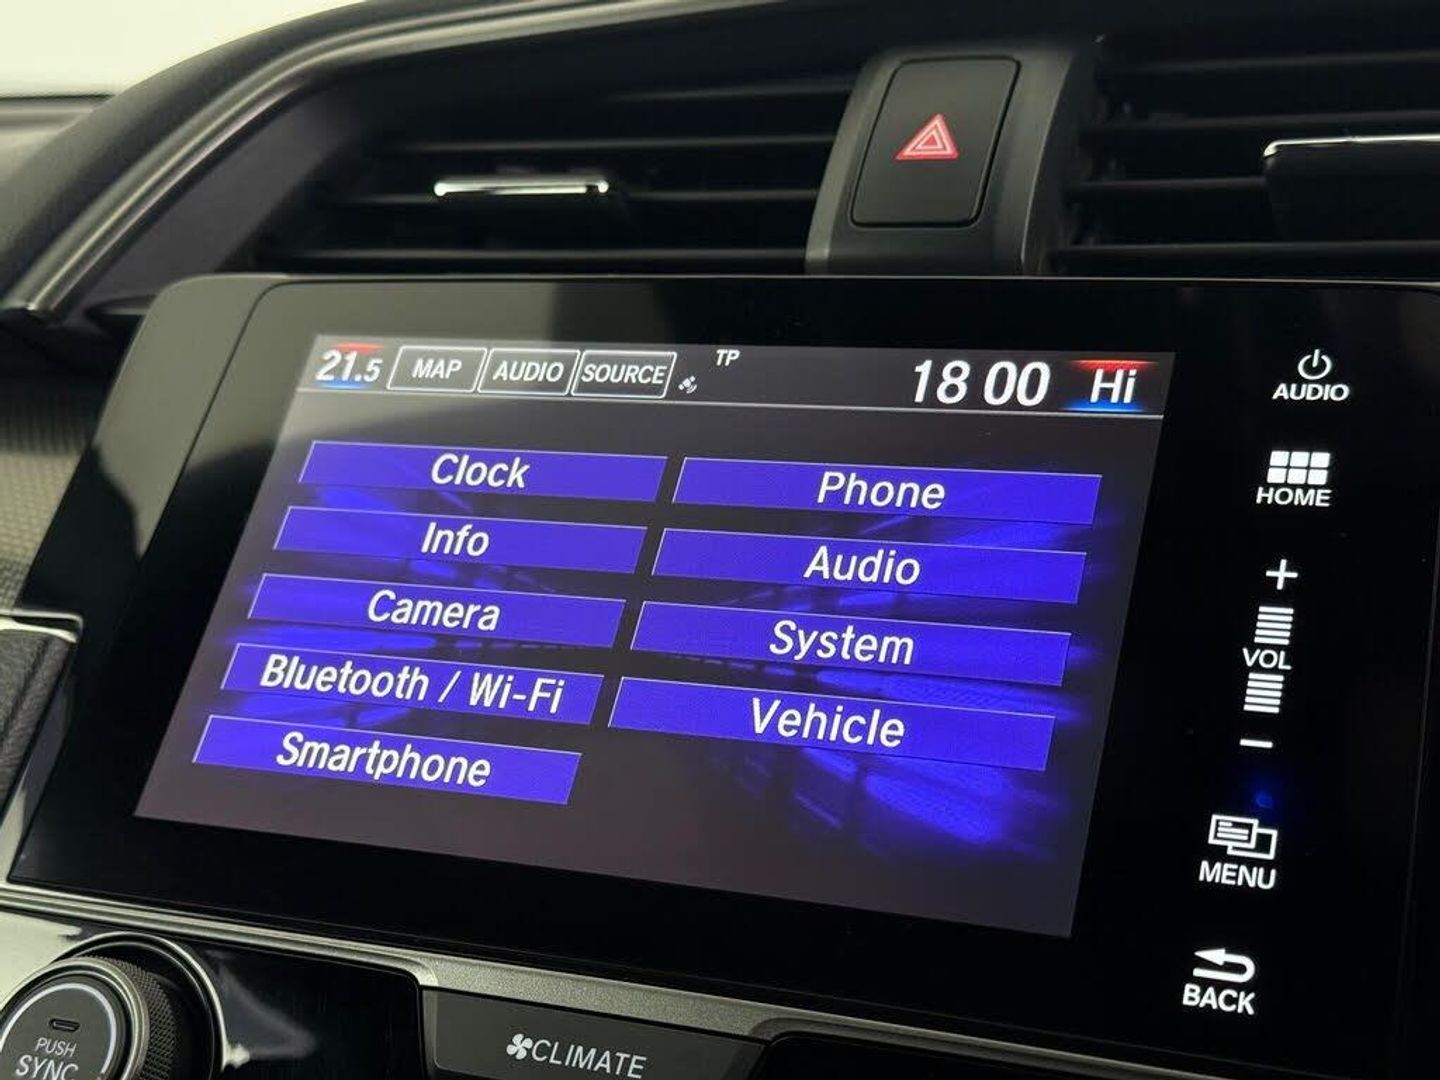 21.5 MAP AUDIO SOURCE TP 18 00 Hi
Clock
Phone
Info
Audio
Camera
System
Bluetooth / Wi-Fi
Vehicle
Smartphone
AUDIO
HOME
+
VOL
−
MENU
BACK
PUSH
SYNC
CLIMATE